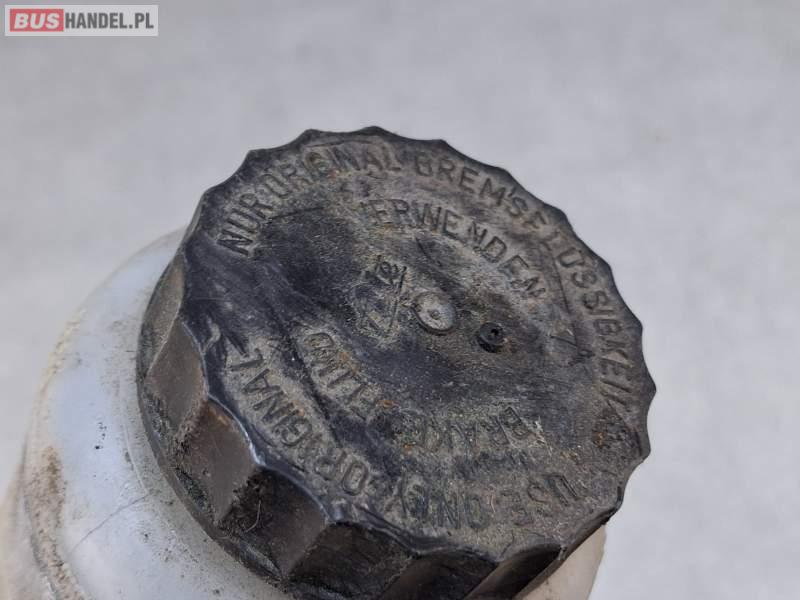 BUSHANDEL.PL
NUR ORIGINAL BREMSFLÜSSIGKEIT
VERWENDEN
USE ONLY ORIGINAL
BRAKE FLUID